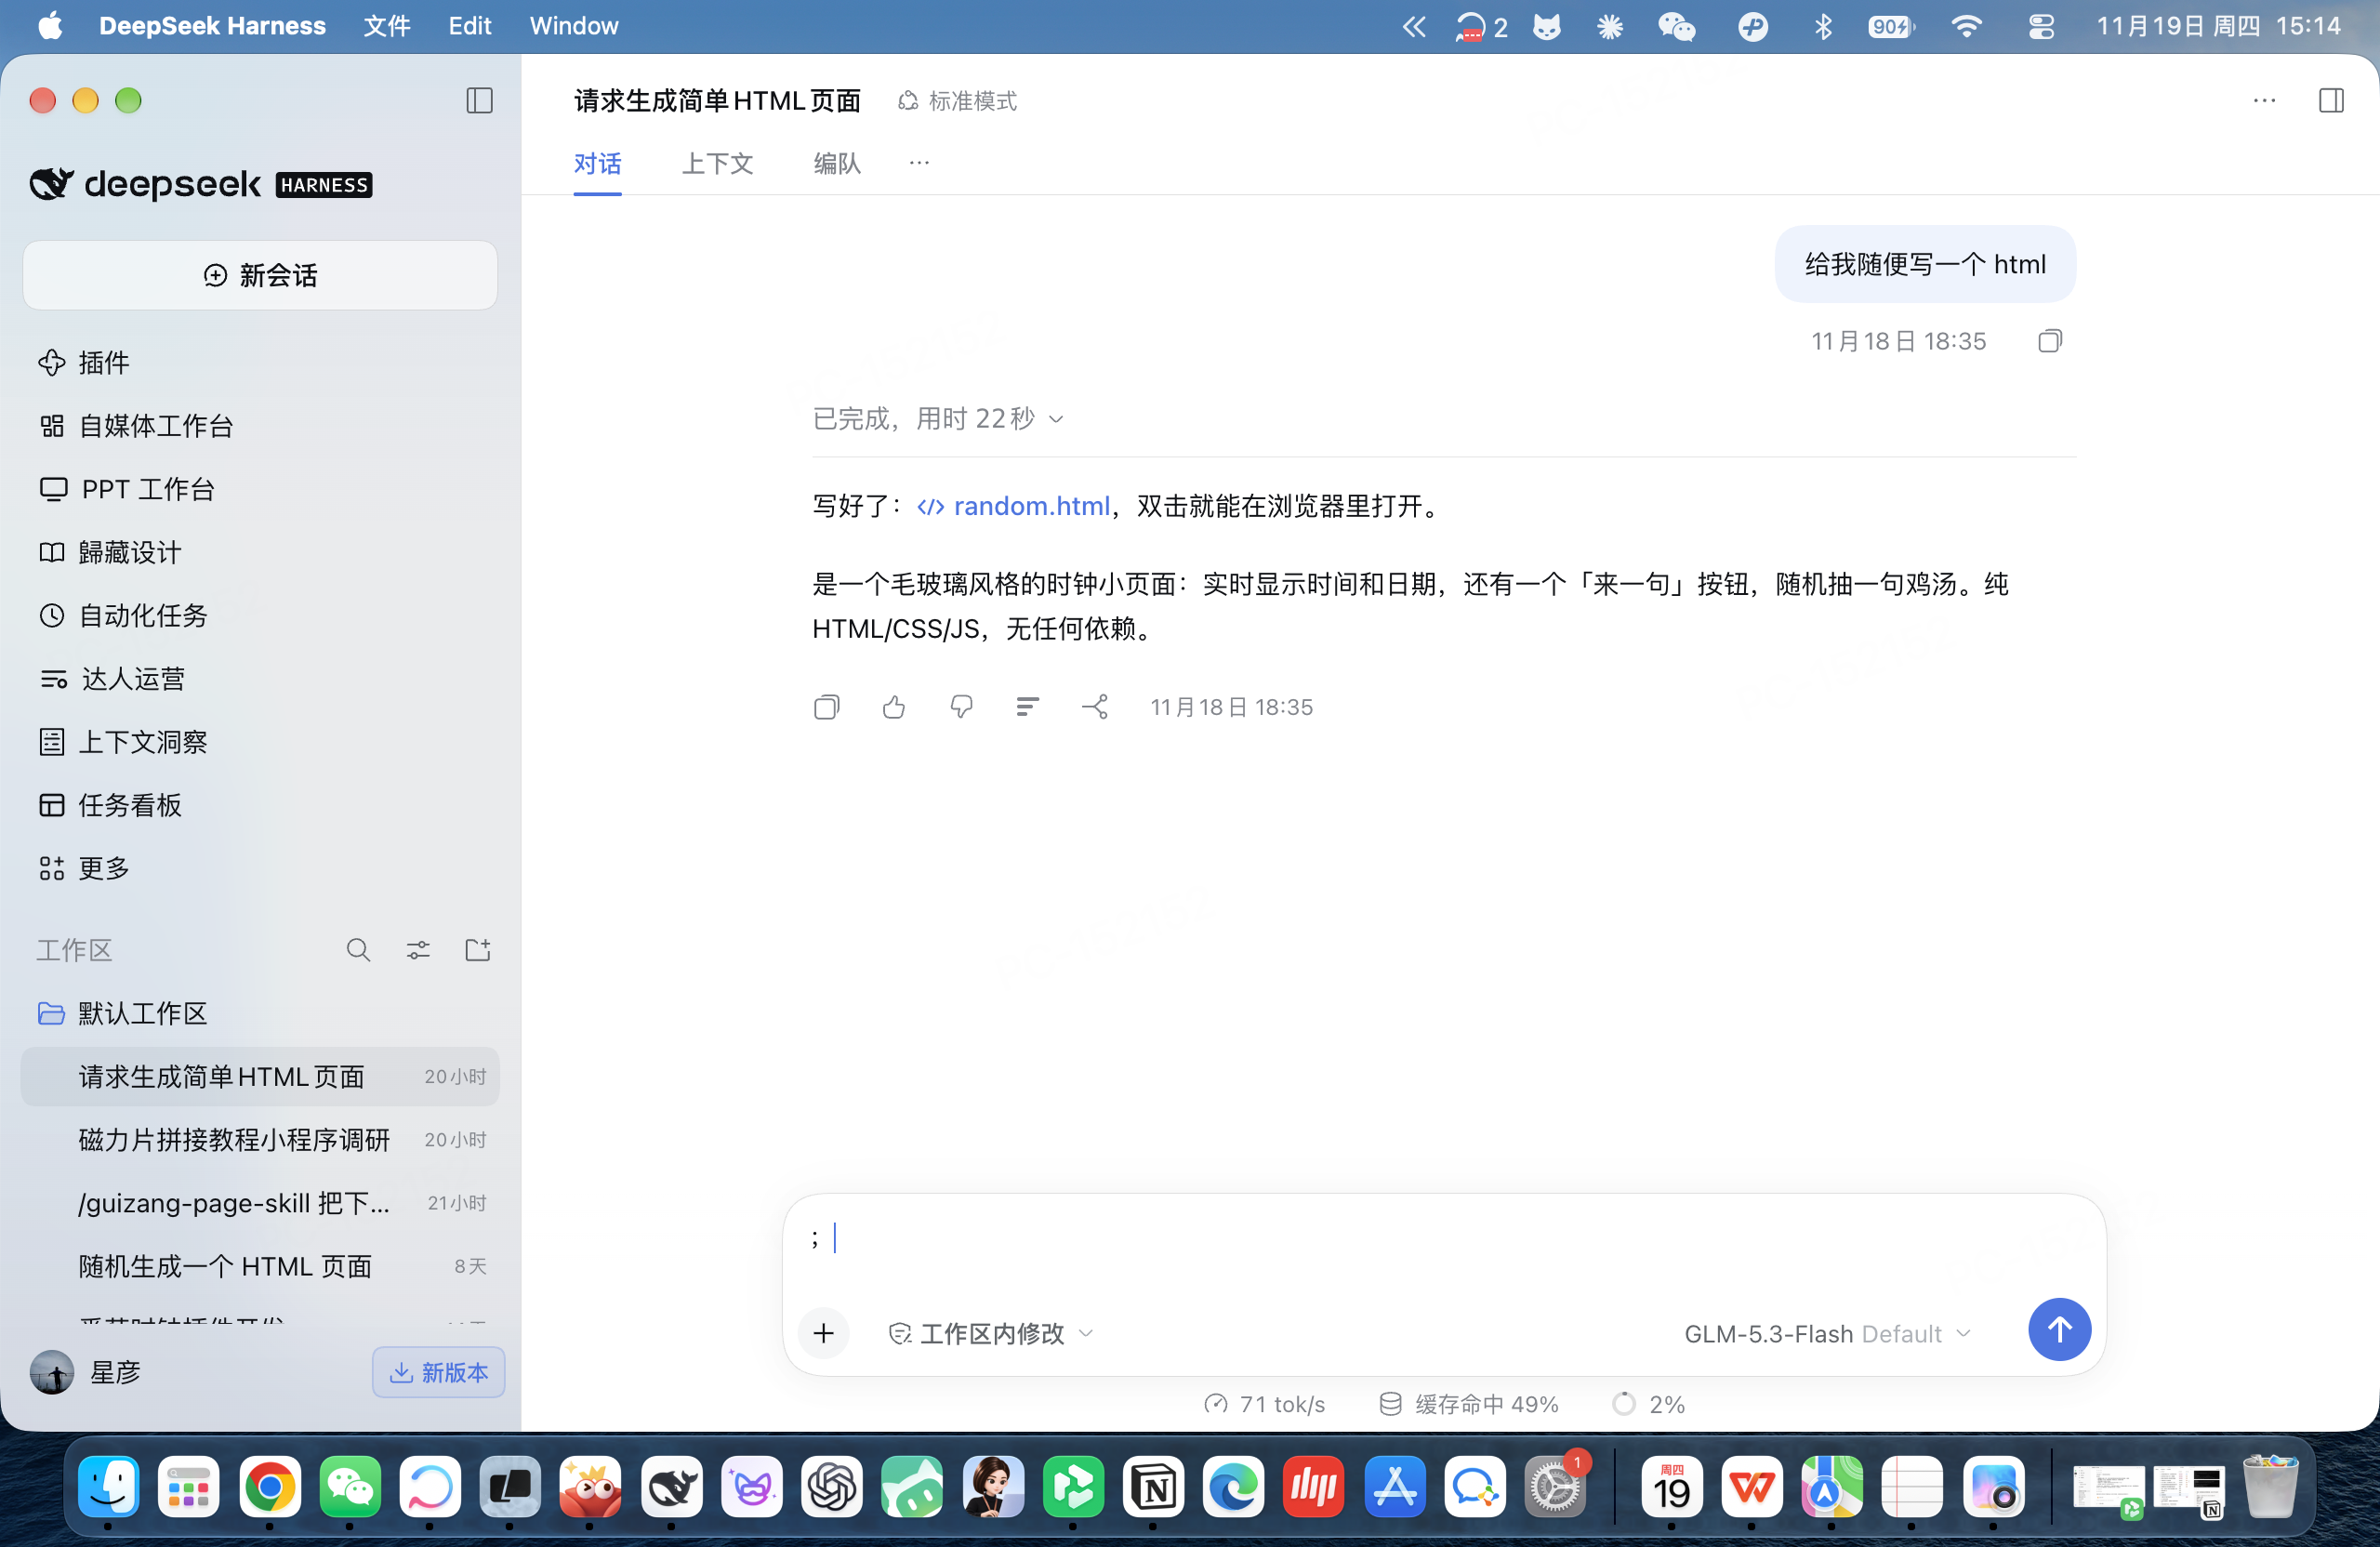 DeepSeek Harness 文件 Edit Window
2 90 11月19日 周四 15:14
deepseek HARNESS
新会话
插件
自媒体工作台
PPT 工作台
歸藏设计
自动化任务
达人运营
上下文洞察
任务看板
更多
工作区
默认工作区
请求生成简单HTML页面 20小时
磁力片拼接教程小程序调研 20小时
/guizang-page-skill 把下... 21小时
随机生成一个 HTML 页面 8天
星彦
新版本
请求生成简单HTML页面 标准模式
对话 上下文 编队
给我随便写一个 html
11月18日 18:35
已完成，用时 22秒
写好了：</> random.html，双击就能在浏览器里打开。
是一个毛玻璃风格的时钟小页面：实时显示时间和日期，还有一个「来一句」按钮，随机抽一句鸡汤。纯
HTML/CSS/JS，无任何依赖。
11月18日 18:35
；
工作区内修改
GLM-5.3-Flash Default
71 tok/s 缓存命中 49% 2%
1
周四
19